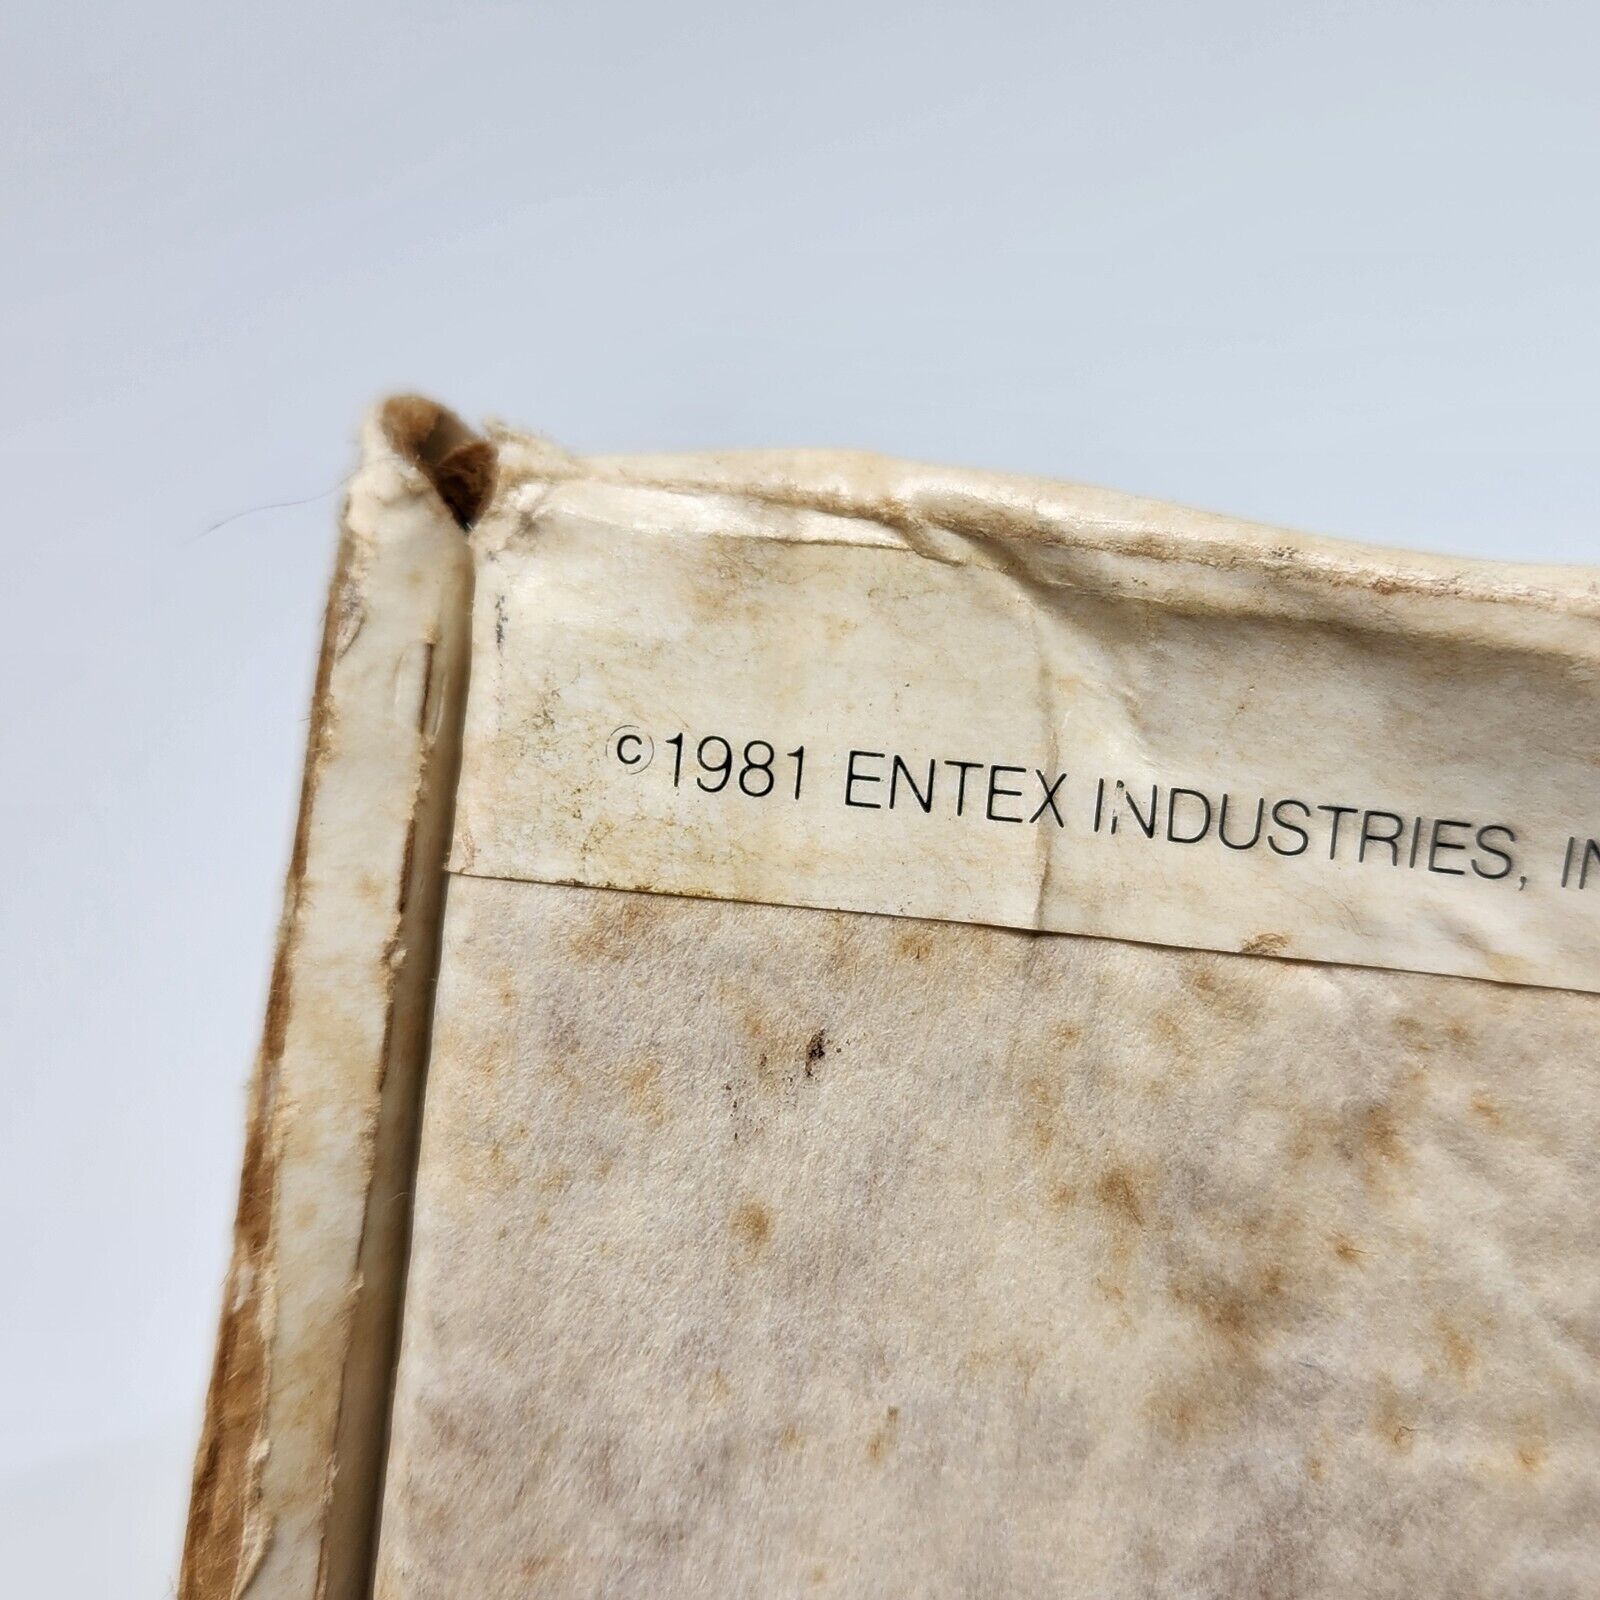 ©1981 ENTEX INDUSTRIES, IN